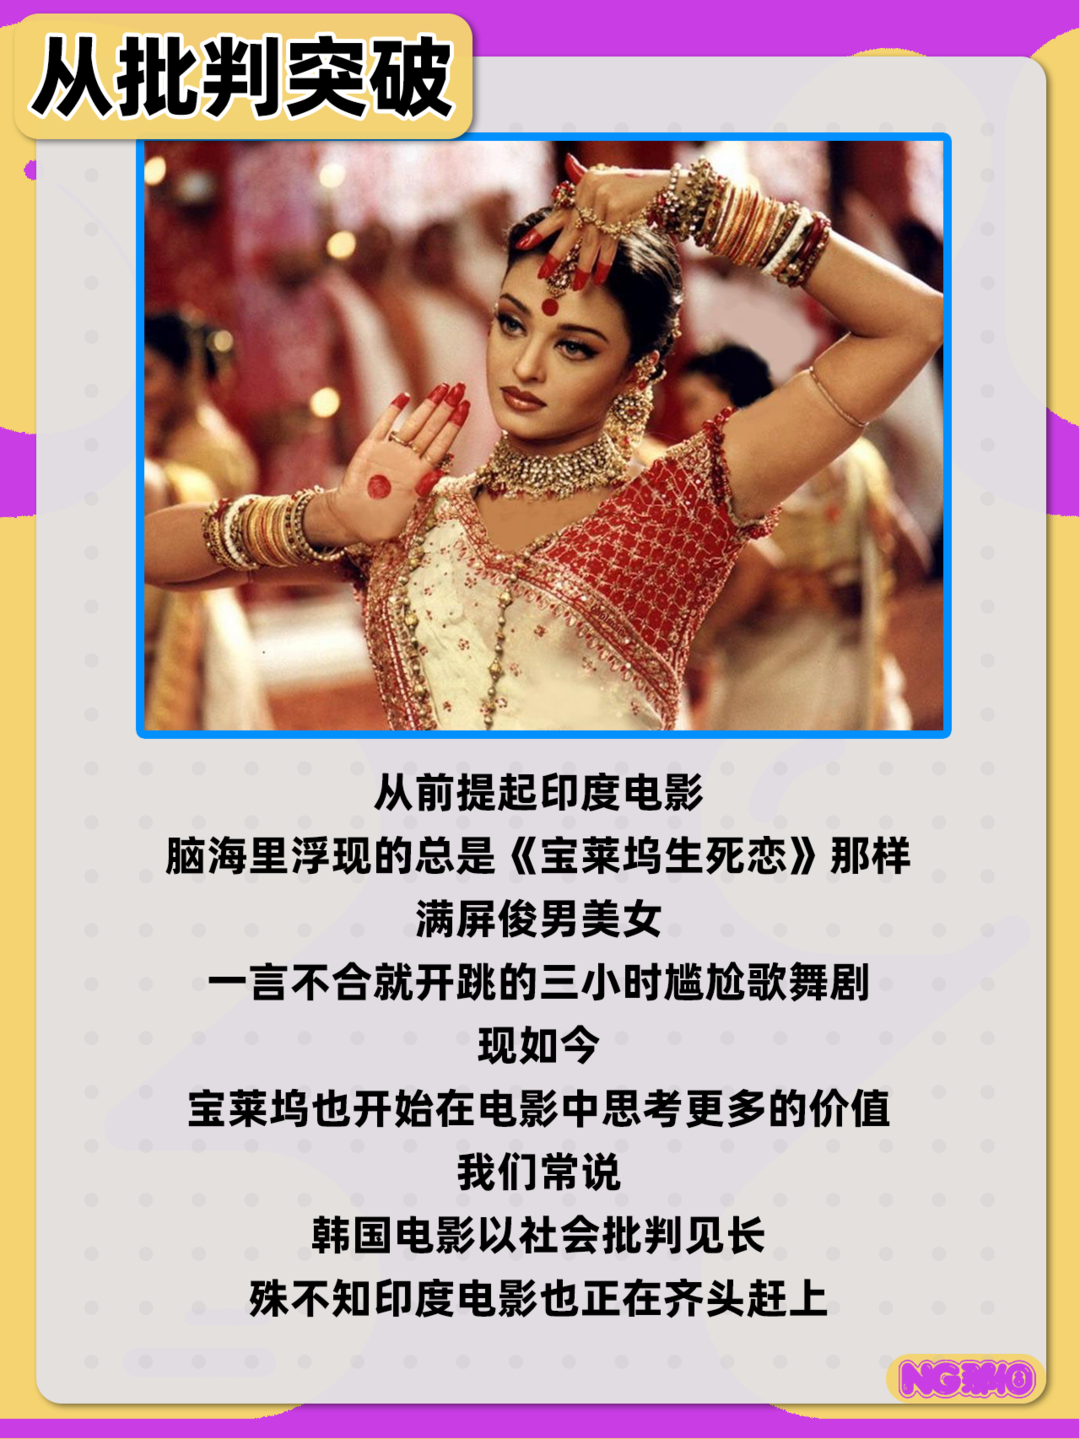 从批判突破
从前提起印度电影
脑海里浮现的总是《宝莱坞生死恋》那样
满屏俊男美女
一言不合就开跳的三小时尴尬歌舞剧
现如今
宝莱坞也开始在电影中思考更多的价值
我们常说
韩国电影以社会批判见长
殊不知印度电影也正在齐头赶上